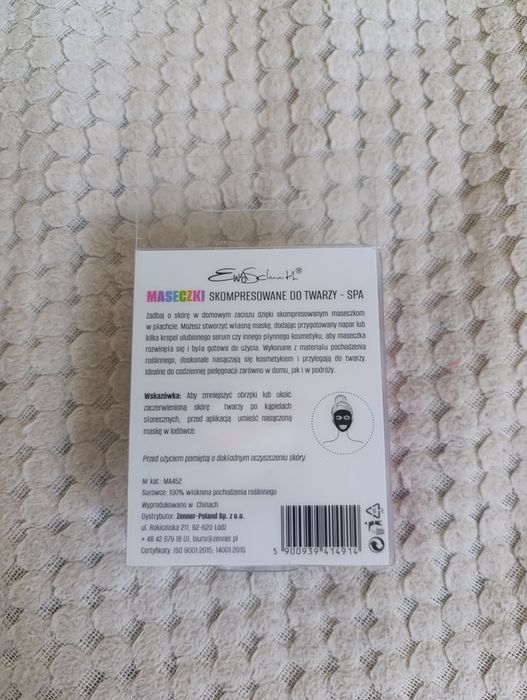 Ewa Schmitt®
MASECZKI SKOMPRESOWANE DO TWARZY - SPA
Zadbaj o skórę w domowym zaciszu dzięki skompresowanym maseczkom
w płachcie. Możesz stworzyć własną maskę, dodając przygotowany napar lub
kilka kropel ulubionego serum czy innego płynnego kosmetyku, aby maseczka
rozwinęła się i była gotowa do użycia. Wykonane z materiału pochodzenia
roślinnego, doskonale nasączają się kosmetykiem i przylegają do twarzy.
Idealne do codziennej pielęgnacji zarówno w domu, jak i w podróży.
Wskazówka: Aby zmniejszyć obrzęki lub ukoić
zaczerwienioną skórę twarzy po kąpielach
słonecznych, przed aplikacją umieść nasączoną
maskę w lodówce.
Przed użyciem pamiętaj o dokładnym oczyszczeniu skóry.
Nr kat. MA452
Surowce: 100% włóknina pochodzenia roślinnego
Wyprodukowano w Chinach
Dystrybutor: Zenner-Poland Sp. z o.o.
ul. Rokicińska 211, 92-620 Łódź
+ 48 42 679 18 01, biuro@zenner.pl
Certyfikaty: ISO 9001:2015; 14001:2015
5 900939 414914